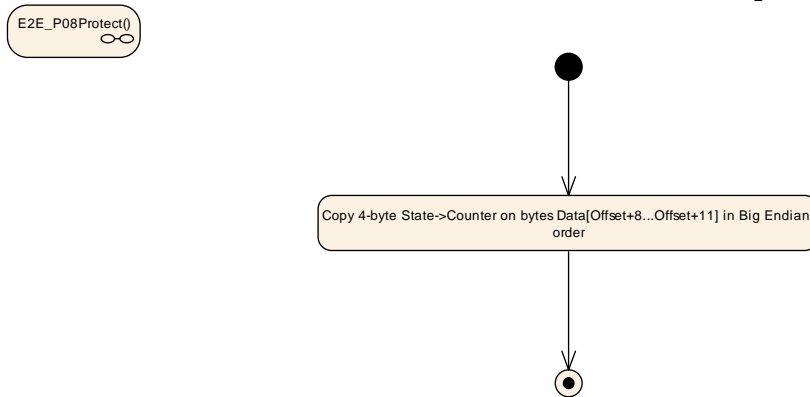 E2E_P08Protect()
Copy 4-byte State->Counter on bytes Data[Offset+8...Offset+11] in Big Endian
order